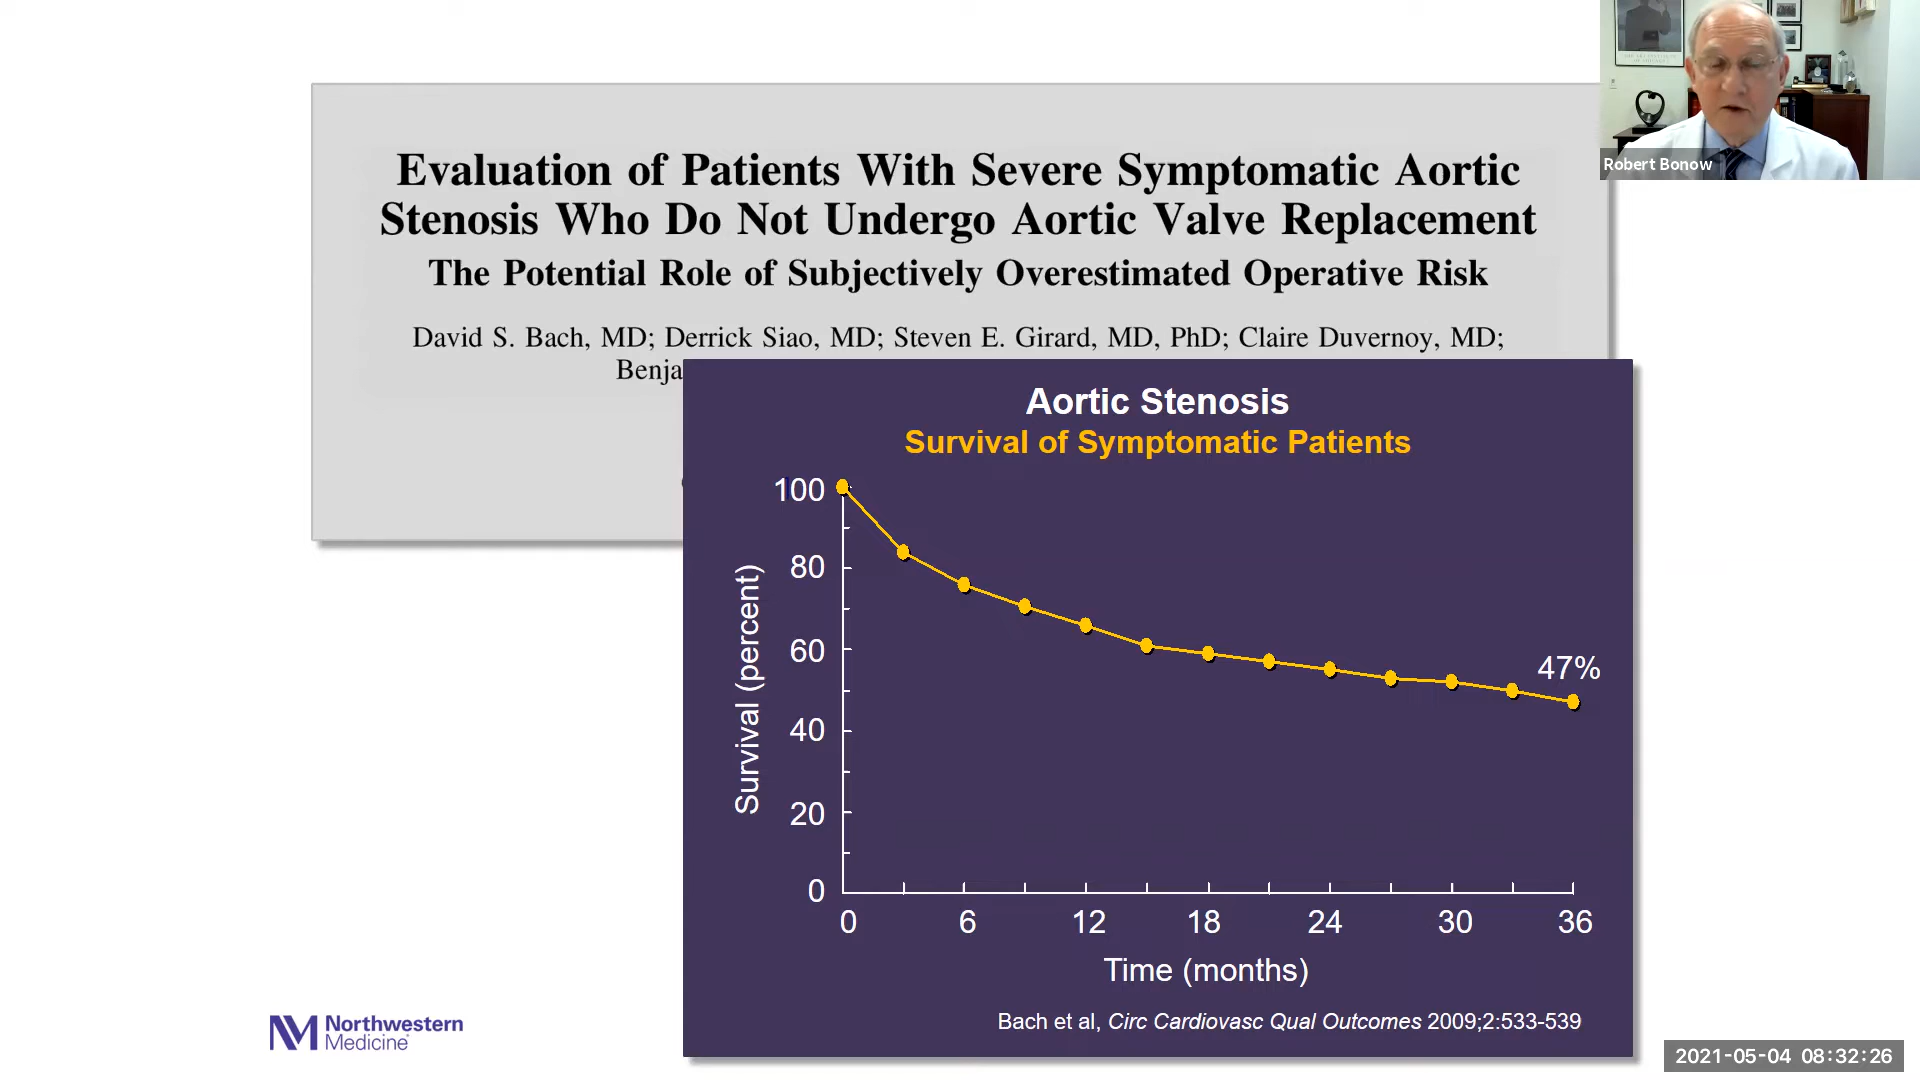 Evaluation of Patients With Severe Symptomatic Aortic
Stenosis Who Do Not Undergo Aortic Valve Replacement
The Potential Role of Subjectively Overestimated Operative Risk
David S. Bach, MD; Derrick Siao, MD; Steven E. Girard, MD, PhD; Claire Duvernoy, MD;
Robert Bonow
Aortic Stenosis
Survival of Symptomatic Patients
Survival (percent)
100
80
60
40
20
0
47%
0 6 12 18 24 30 36
Time (months)
Bach et al, Circ Cardiovasc Qual Outcomes 2009;2:533-539
Northwestern
Medicine
2021-05-04 08:32:26